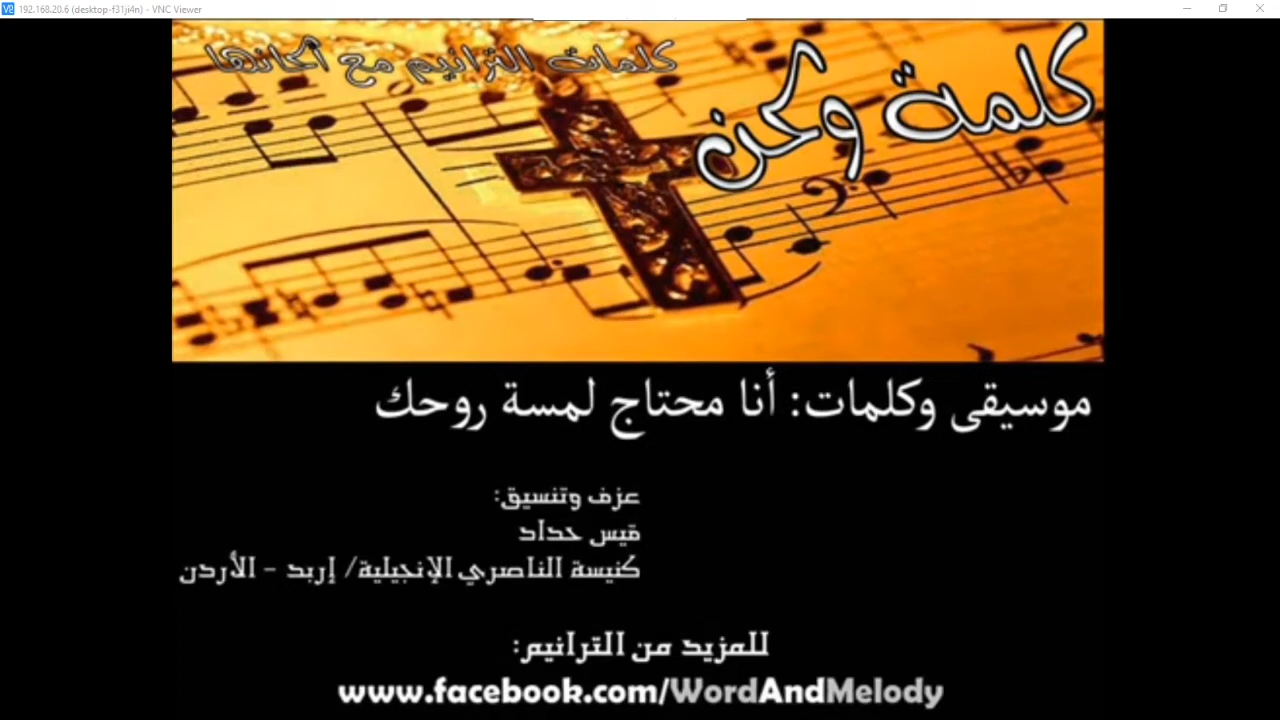 192.168.20.6 (desktop-f31ji4n) - VNC Viewer
كلمات الترانيم مع ألحانها
كلمة ولحن
موسيقى وكلمات: أنا محتاج لمسة روحك
عزف وتنسيق:
قيس حداد
كنيسة الناصري الإنجيلية/ إربد - الأردن
للمزيد من الترانيم:
www.facebook.com/WordAndMelody